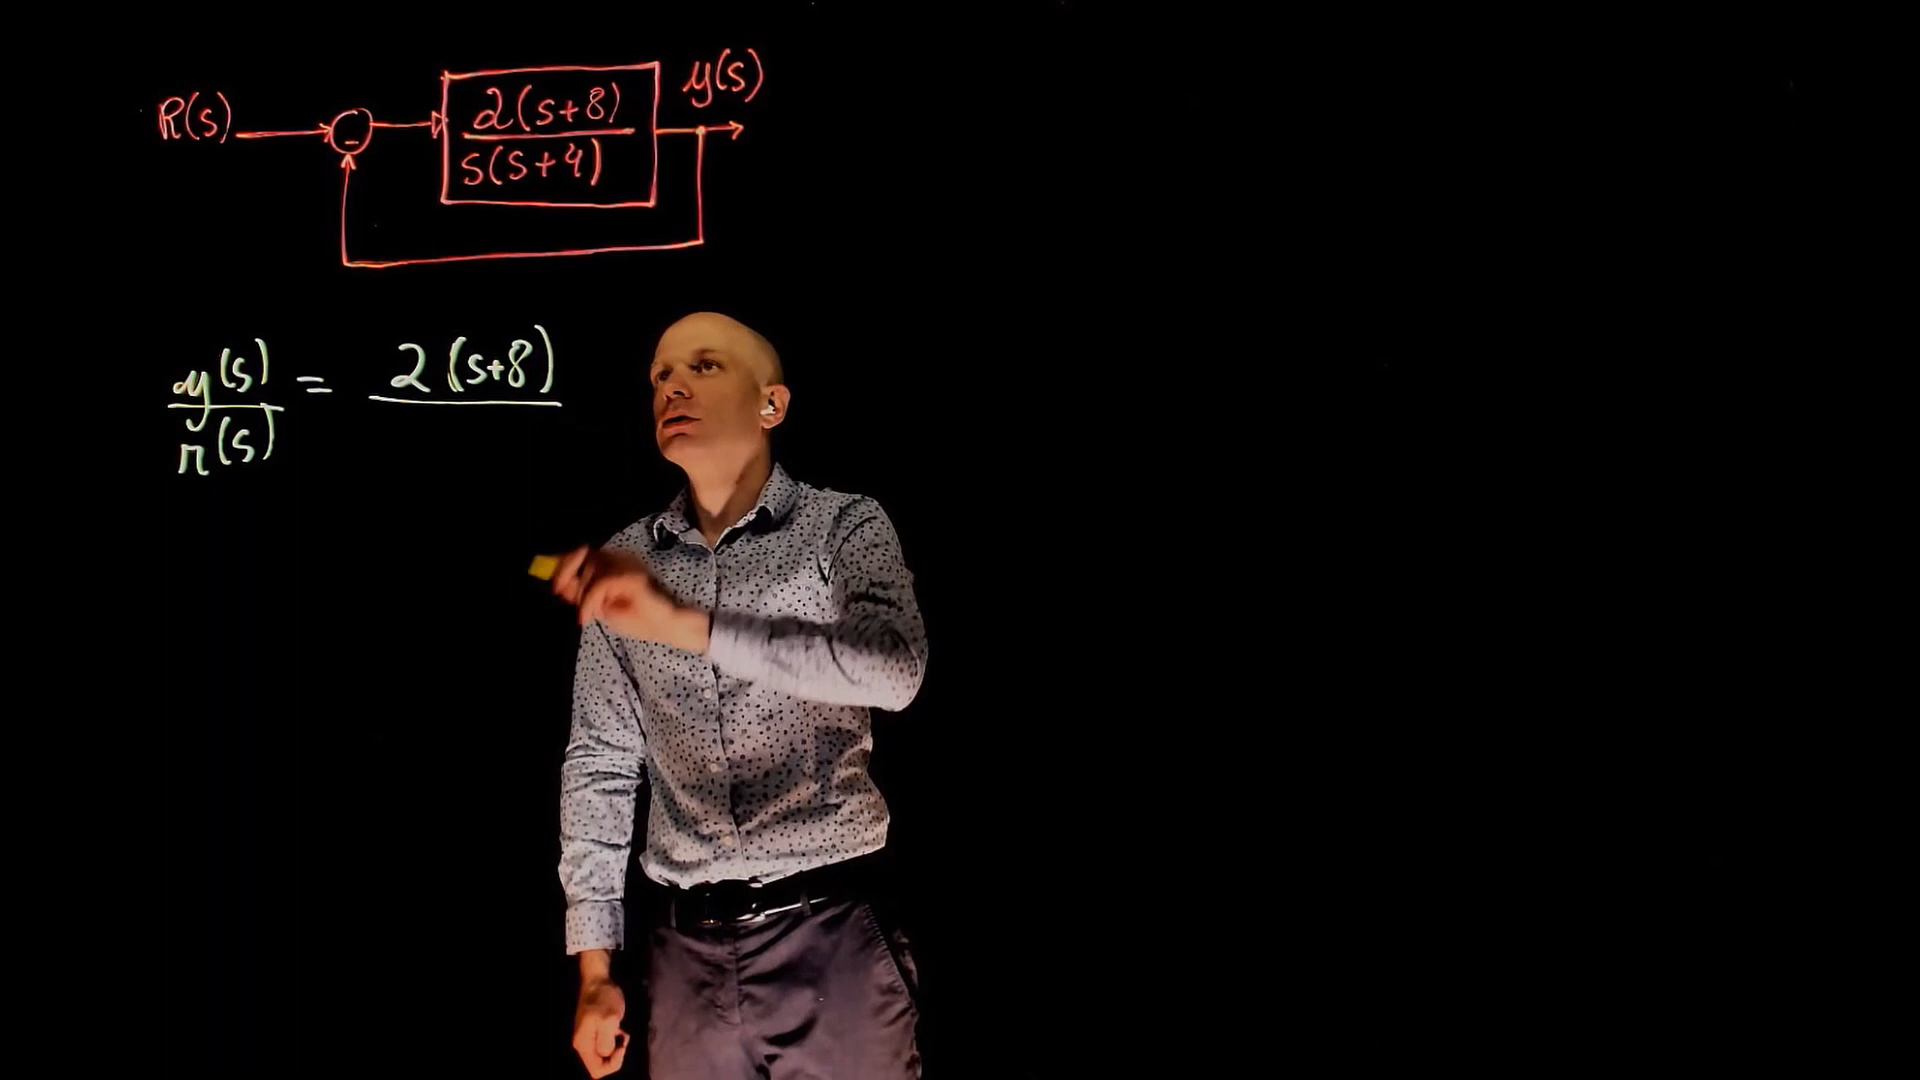 R(s)
-
2(s+8)
s(s+4)
y(s)
y(s) = 2(s+8)
r(s)